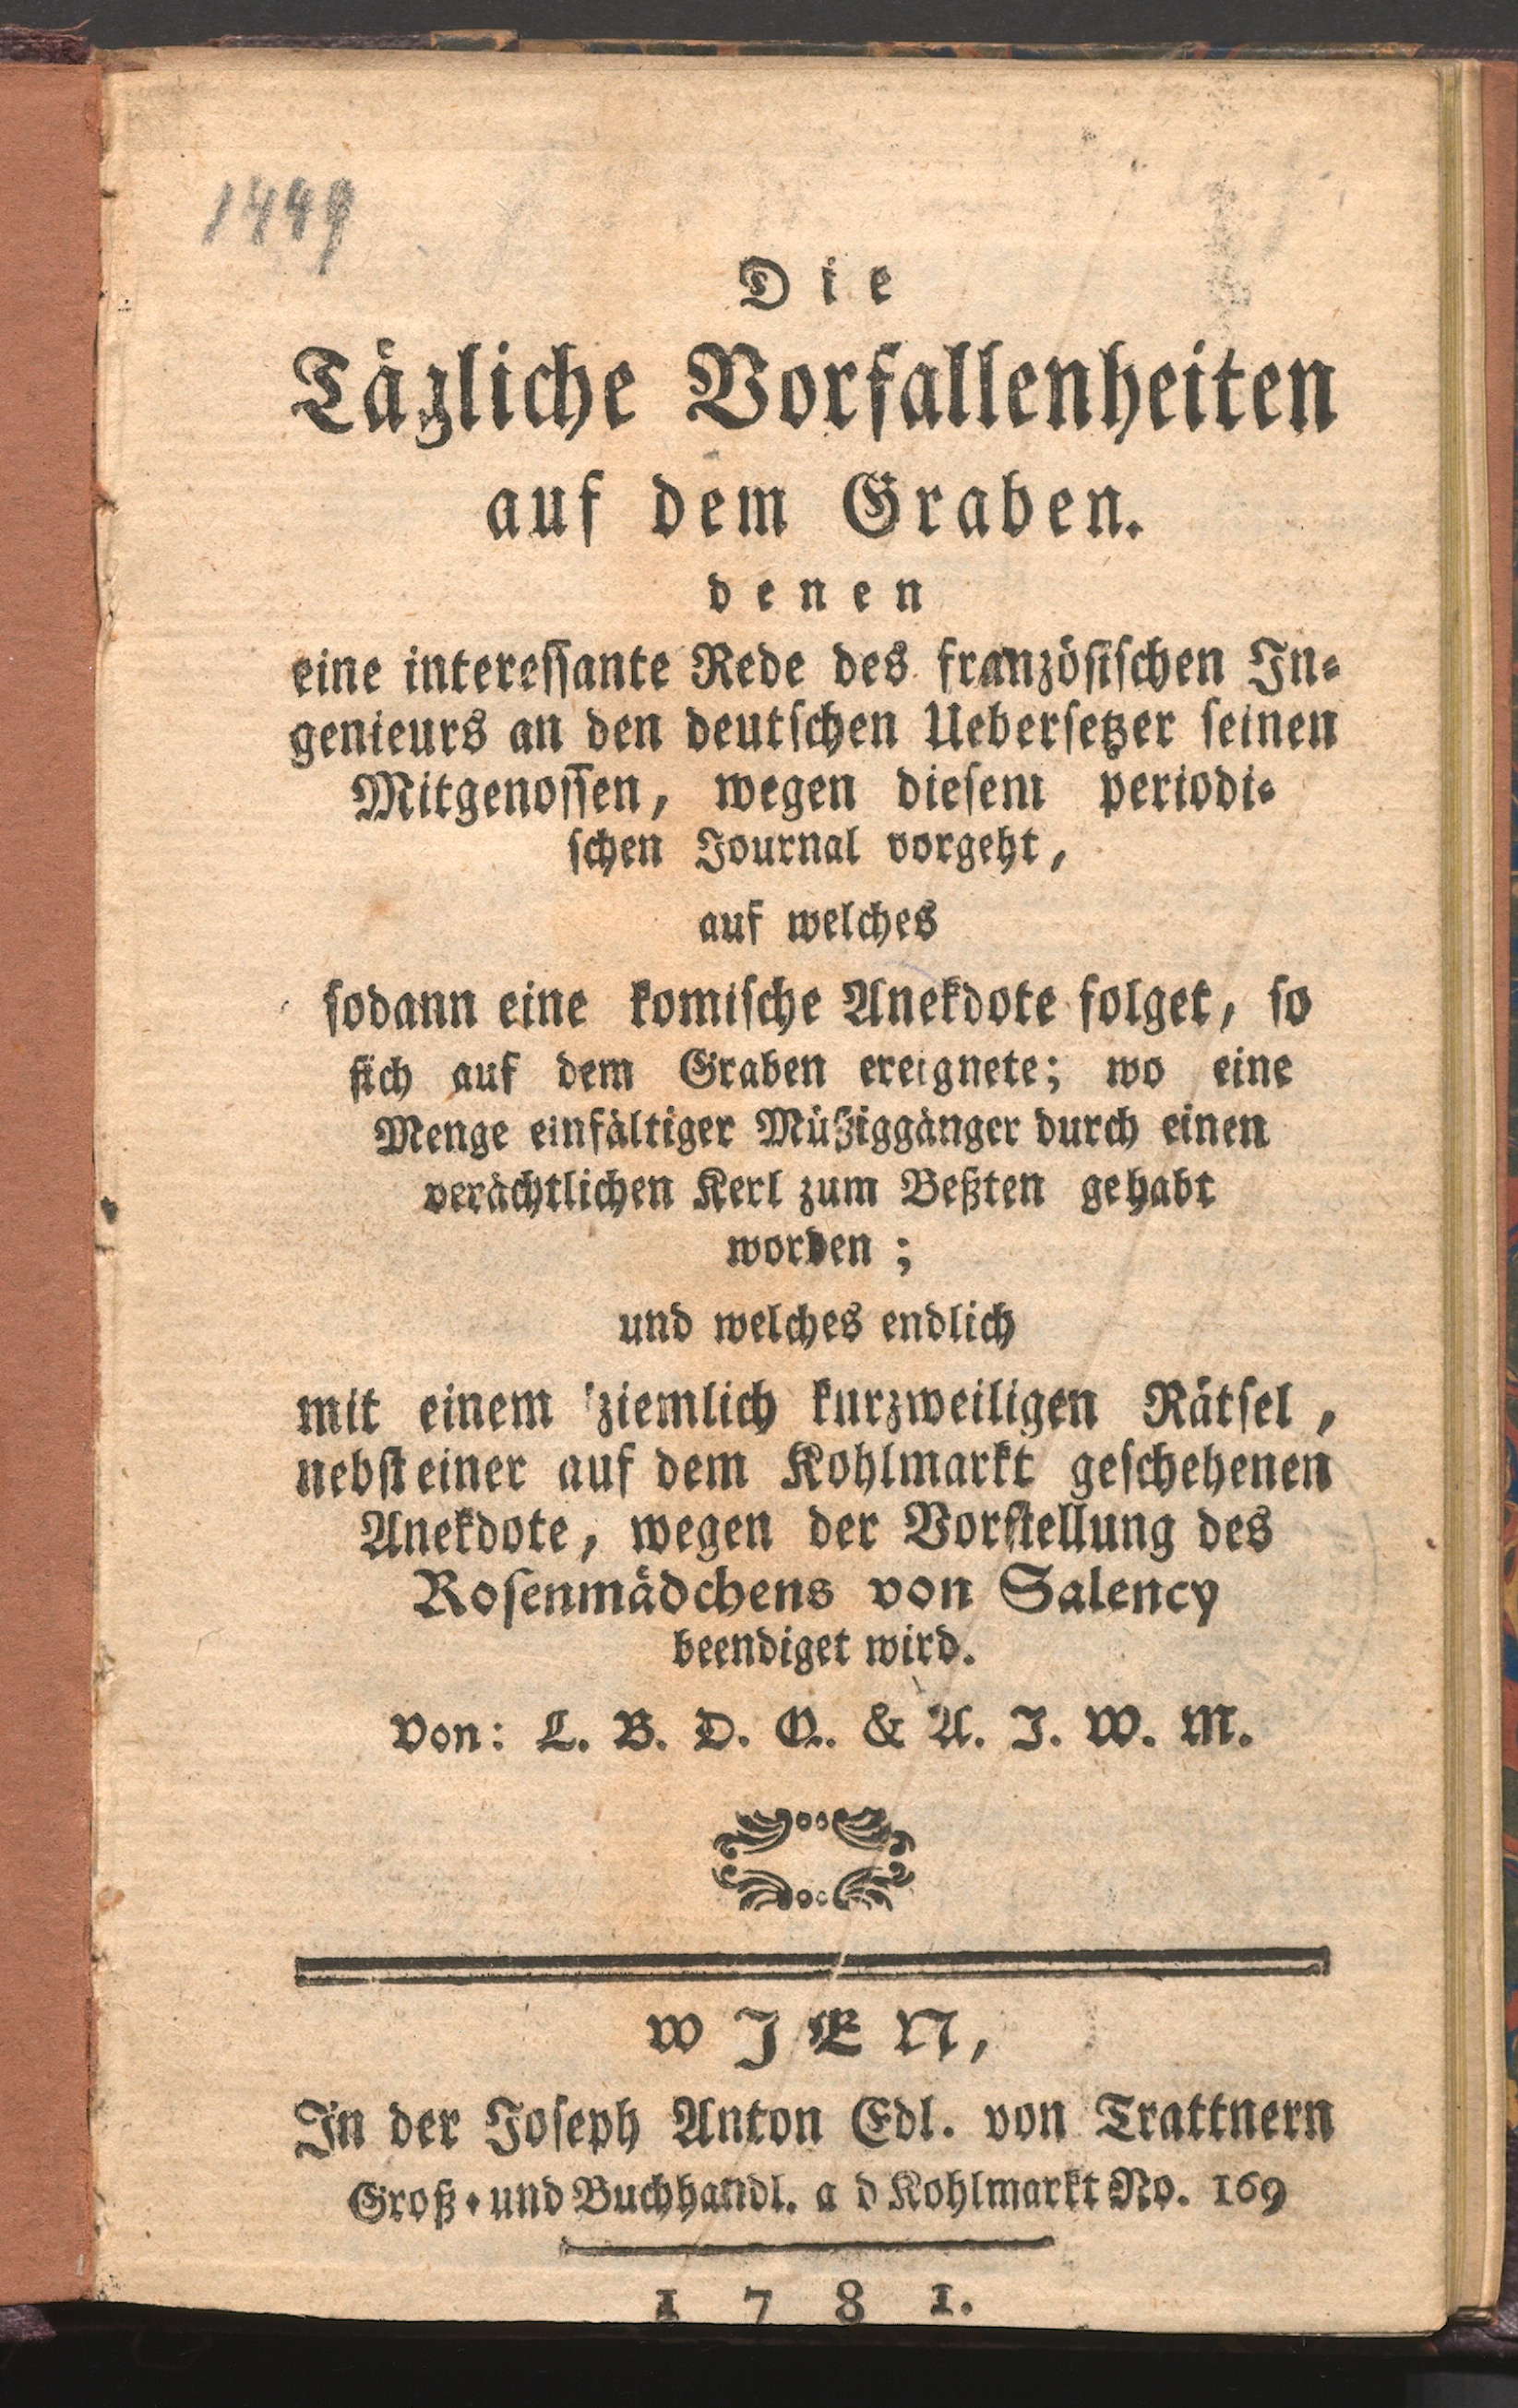 1449
Die
Täzliche Vorfallenheiten
auf dem Graben.
denen
eine interessante Rede des französischen In-
genieurs an den deutschen Uebersetzer seinen
Mitgenossen, wegen diesem periodi-
schen Journal vorgeht,
auf welches
sodann eine komische Anekdote folget, so
sich auf dem Graben ereignete; wo eine
Menge einfältiger Müßiggänger durch einen
verächtlichen Kerl zum Beßten gehabt
worden;
und welches endlich
mit einem ziemlich kurzweiligen Rätsel,
nebst einer auf dem Kohlmarkt geschehenen
Anekdote, wegen der Vorstellung des
Rosenmädchens von Salency
beendiget wird.
Von: L. B. D. Q. & A. J. W. M.
WJEN,
In der Joseph Anton Edl. von Trattnern
Groß- und Buchhandl. a d Kohlmarkt No. 169
1781.